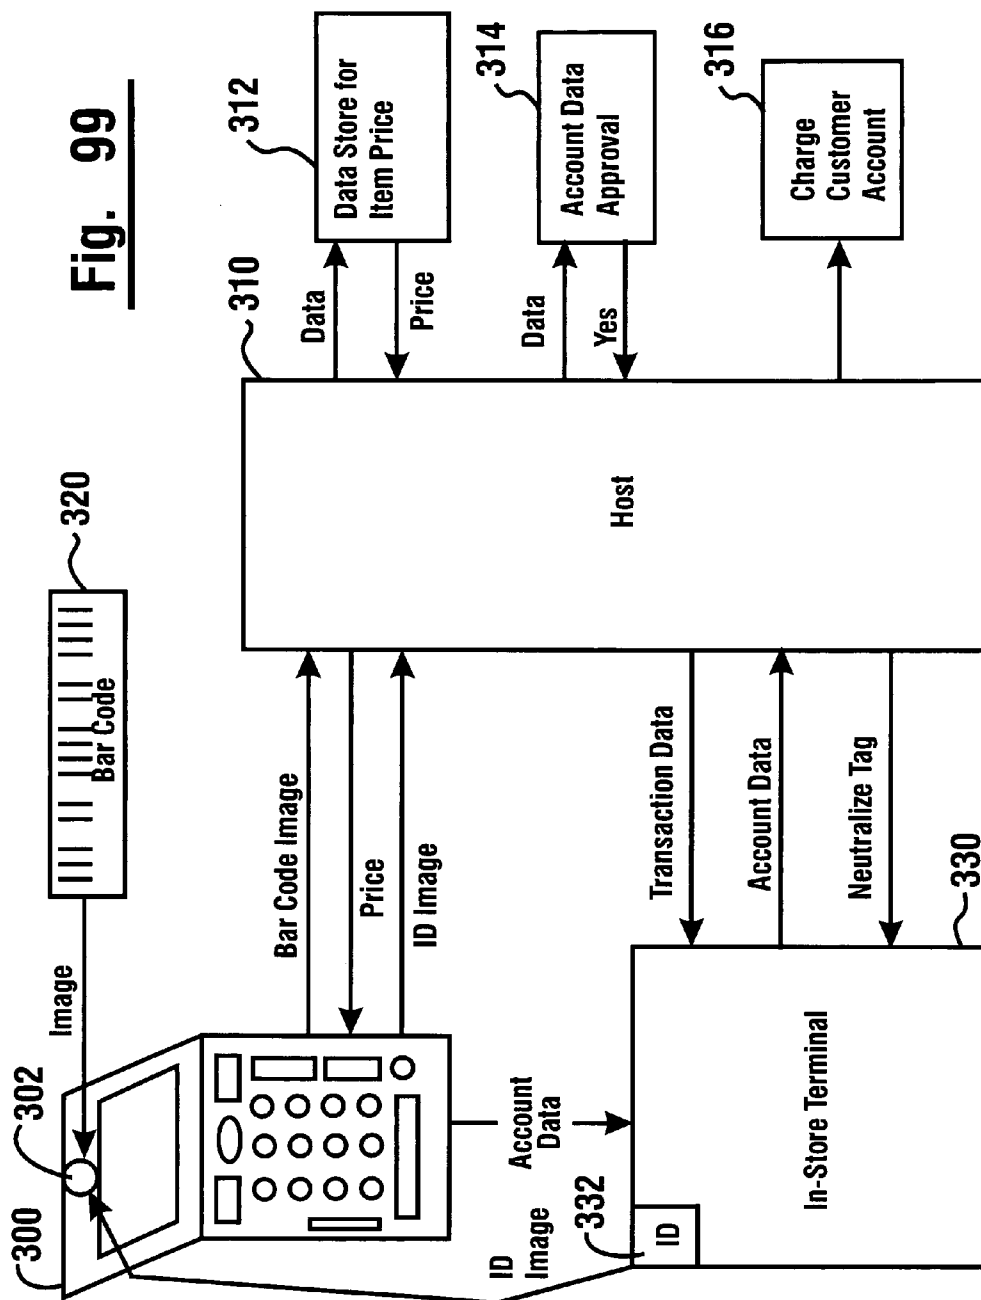 Fig. 99
300
302
Image
320
Bar Code
310
312
Data Store for
Item Price
Data
Price
314
Account Data
Approval
Data
Yes
316
Charge
Customer
Account
Host
Bar Code Image
Price
ID Image
Transaction Data
Account Data
Neutralize Tag
Account
Data
ID
Image
332
ID
In-Store Terminal
330